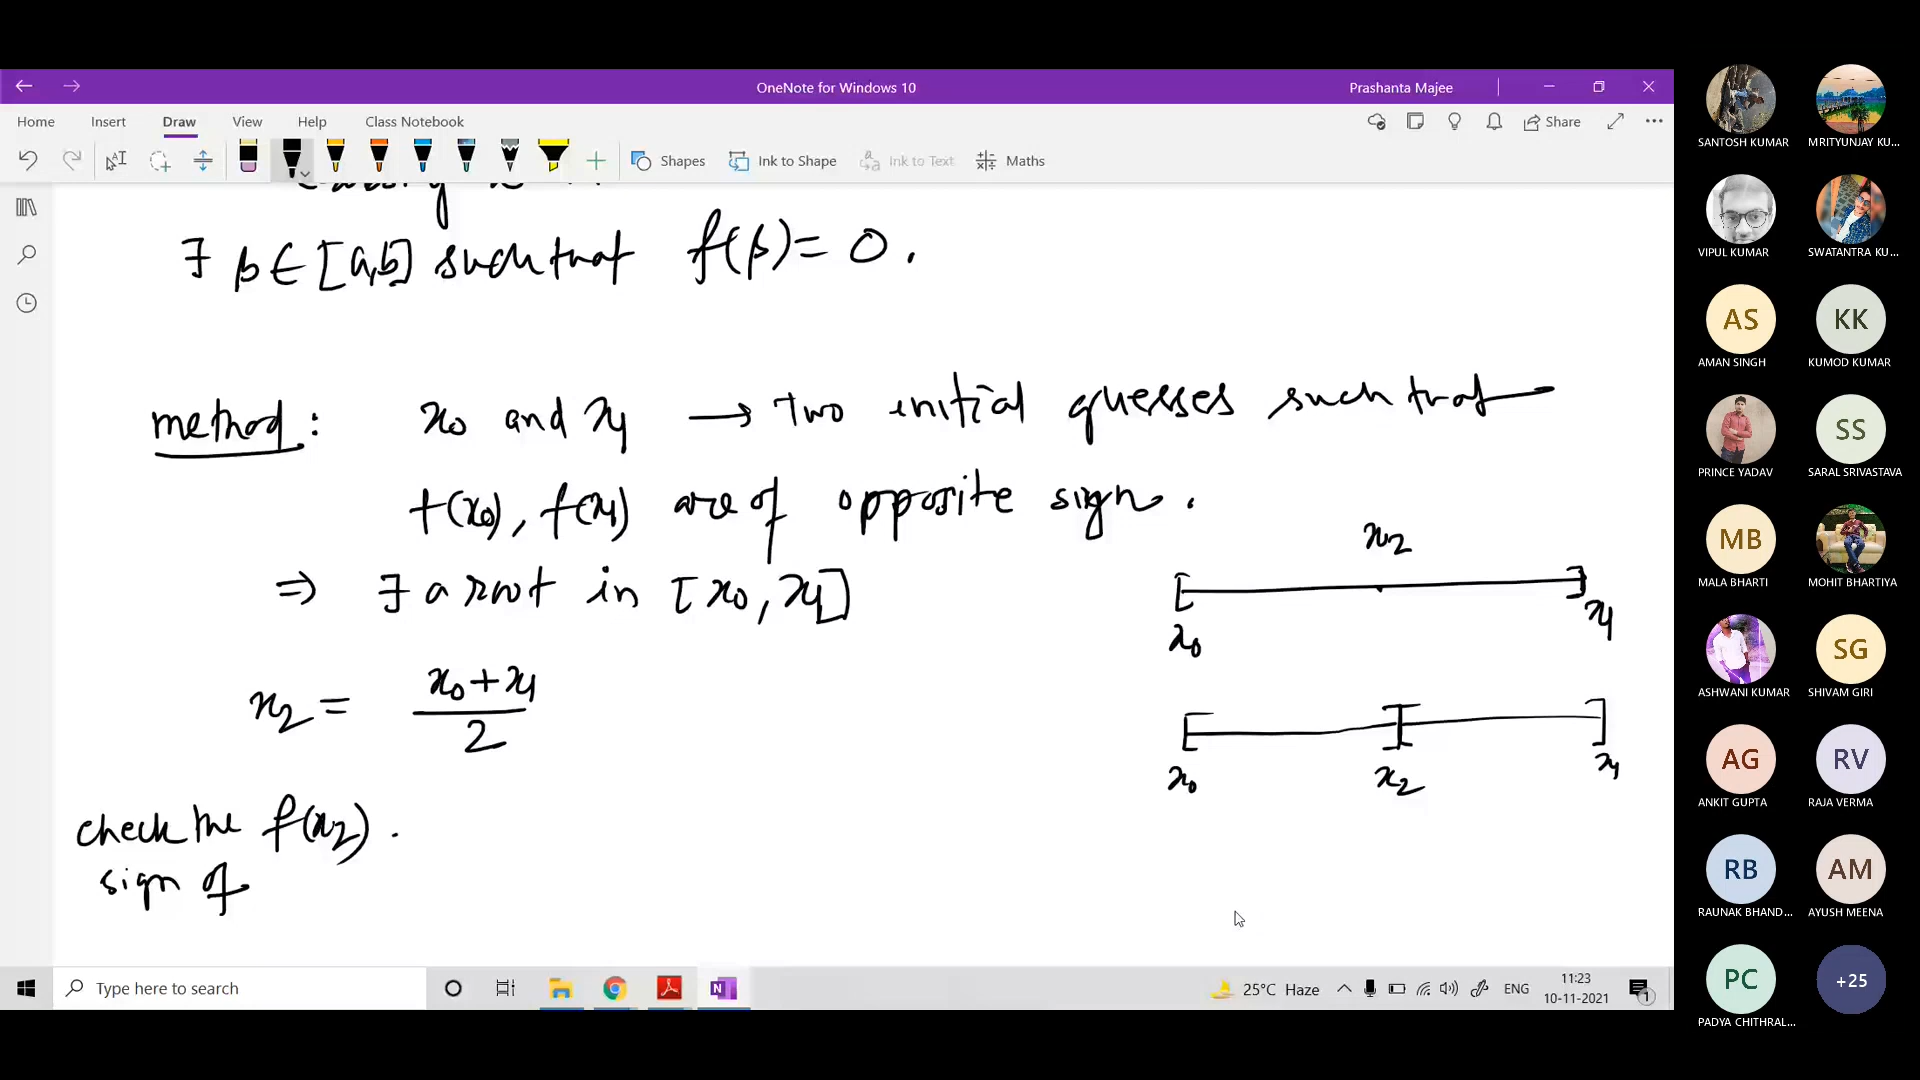 OneNote for Windows 10
Prashanta Majee
Home Insert Draw View Help Class Notebook
Share
Shapes Ink to Shape Ink to Text Maths
∃ β ∈ [a,b] such that f(β) = 0 .
method : x0 and x1 → Two initial guesses such that
f(x0), f(x1) are of opposite sign .
⇒ ∃ a root in [x0, x1]
x2
x0 x1
x2 = x0 + x1
2
x0 x2 x1
check the f(x2) .
sign of
Type here to search
25°C Haze
ENG
11:23
10-11-2021
1
SANTOSH KUMAR
MRITYUNJAY KU...
VIPUL KUMAR
SWATANTRA KU...
AS
KK
AMAN SINGH
KUMOD KUMAR
SS
PRINCE YADAV
SARAL SRIVASTAVA
MB
MALA BHARTI
MOHIT BHARTIYA
SG
ASHWANI KUMAR
SHIVAM GIRI
AG
RV
ANKIT GUPTA
RAJA VERMA
RB
AM
RAUNAK BHAND...
AYUSH MEENA
PC
+25
PADYA CHITHRAL...